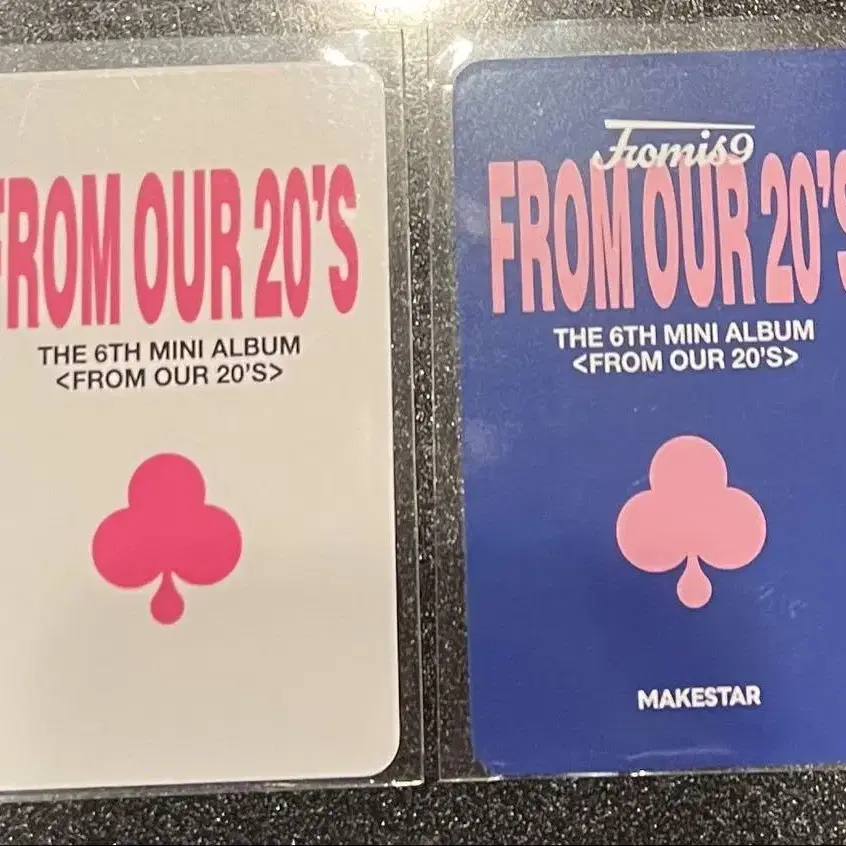 FROM OUR 20'S
THE 6TH MINI ALBUM
<FROM OUR 20'S>
fromis9
FROM OUR 20'S
THE 6TH MINI ALBUM
<FROM OUR 20'S>
MAKESTAR